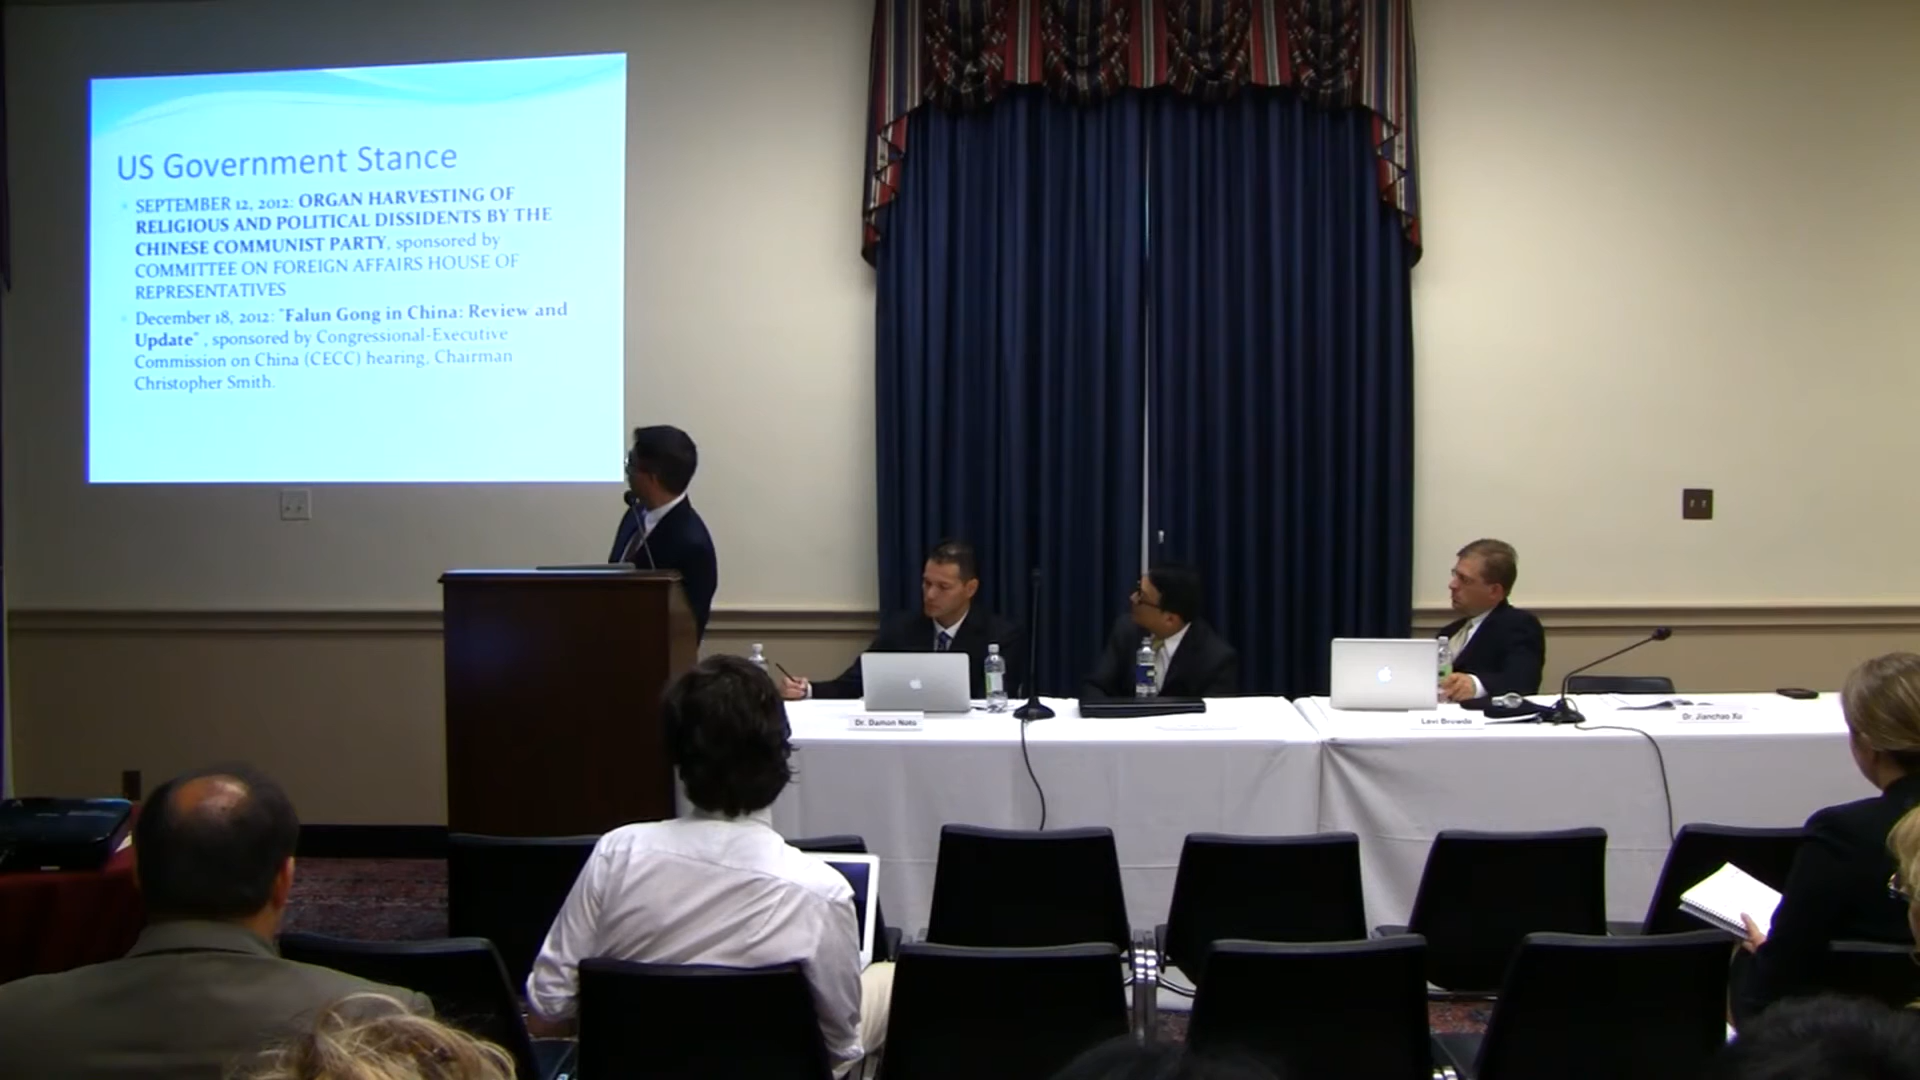 US Government Stance
SEPTEMBER 12, 2012: ORGAN HARVESTING OF
RELIGIOUS AND POLITICAL DISSIDENTS BY THE
CHINESE COMMUNIST PARTY, sponsored by
COMMITTEE ON FOREIGN AFFAIRS HOUSE OF
REPRESENTATIVES
December 18, 2012: "Falun Gong in China: Review and
Update" , sponsored by Congressional-Executive
Commission on China (CECC) hearing, Chairman
Christopher Smith.
Dr. Damon Noto
Levi Browde
Dr. Jianchao Xu